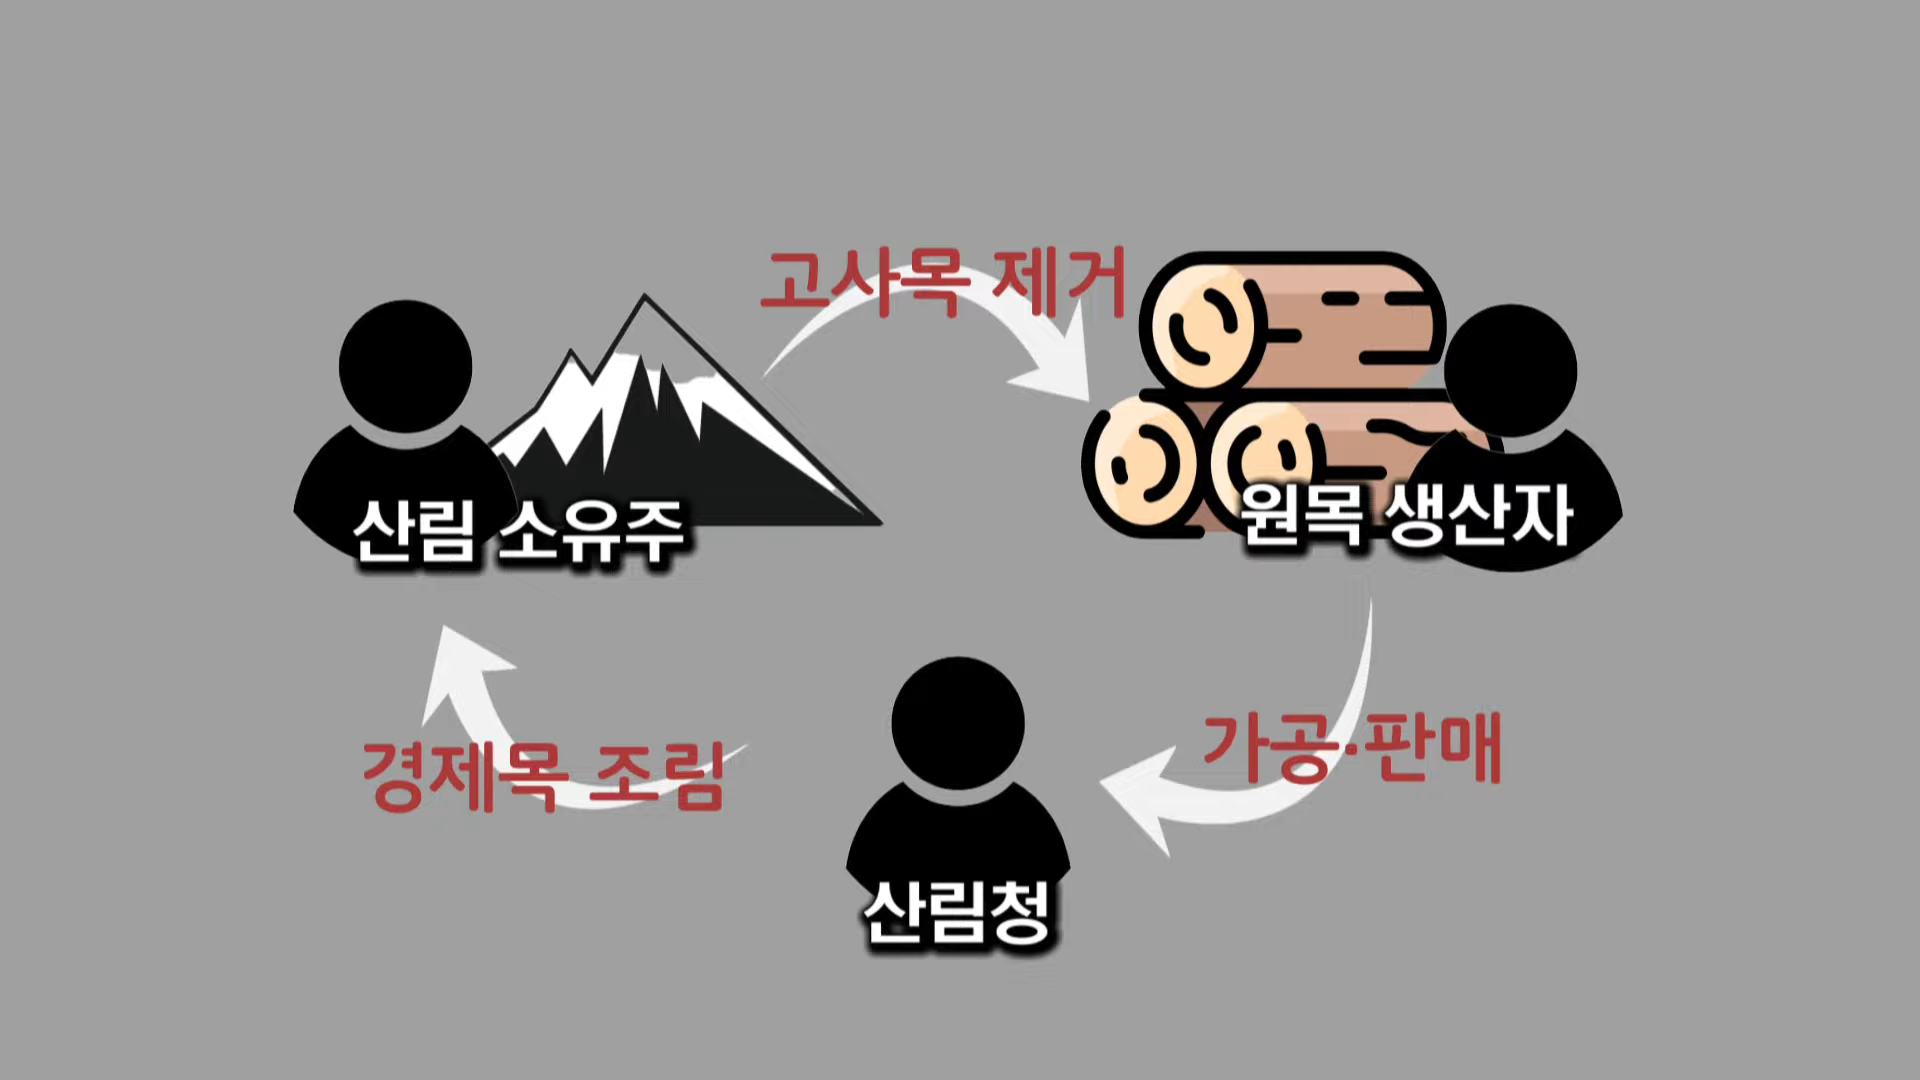 고사목 제거
산림 소유주
원목 생산자
경제목 조림
가공·판매
산림청